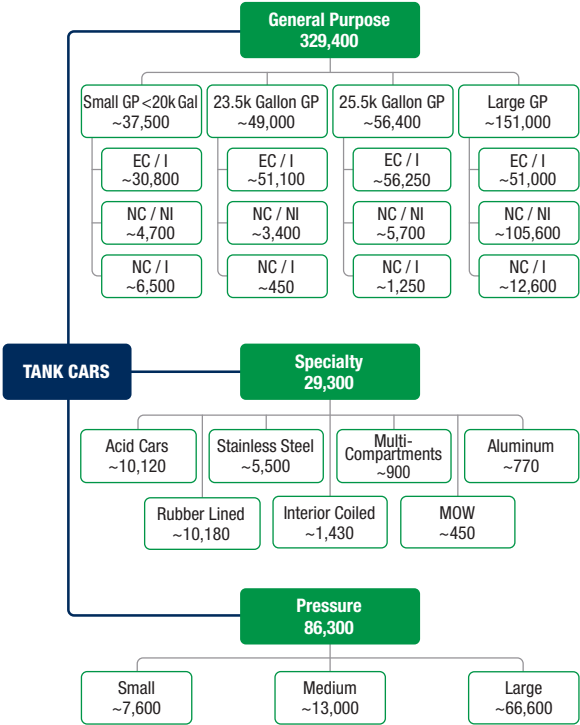 General Purpose
329,400
Small GP <20k Gal
~37,500
23.5k Gallon GP
~49,000
25.5k Gallon GP
~56,400
Large GP
~151,000
EC / I
~30,800
EC / I
~51,100
EC / I
~56,250
EC / I
~51,000
NC / NI
~4,700
NC / NI
~3,400
NC / NI
~5,700
NC / NI
~105,600
NC / I
~6,500
NC / I
~450
NC / I
~1,250
NC / I
~12,600
TANK CARS
Specialty
29,300
Acid Cars
~10,120
Stainless Steel
~5,500
Multi-
Compartments
~900
Aluminum
~770
Rubber Lined
~10,180
Interior Coiled
~1,430
MOW
~450
Pressure
86,300
Small
~7,600
Medium
~13,000
Large
~66,600